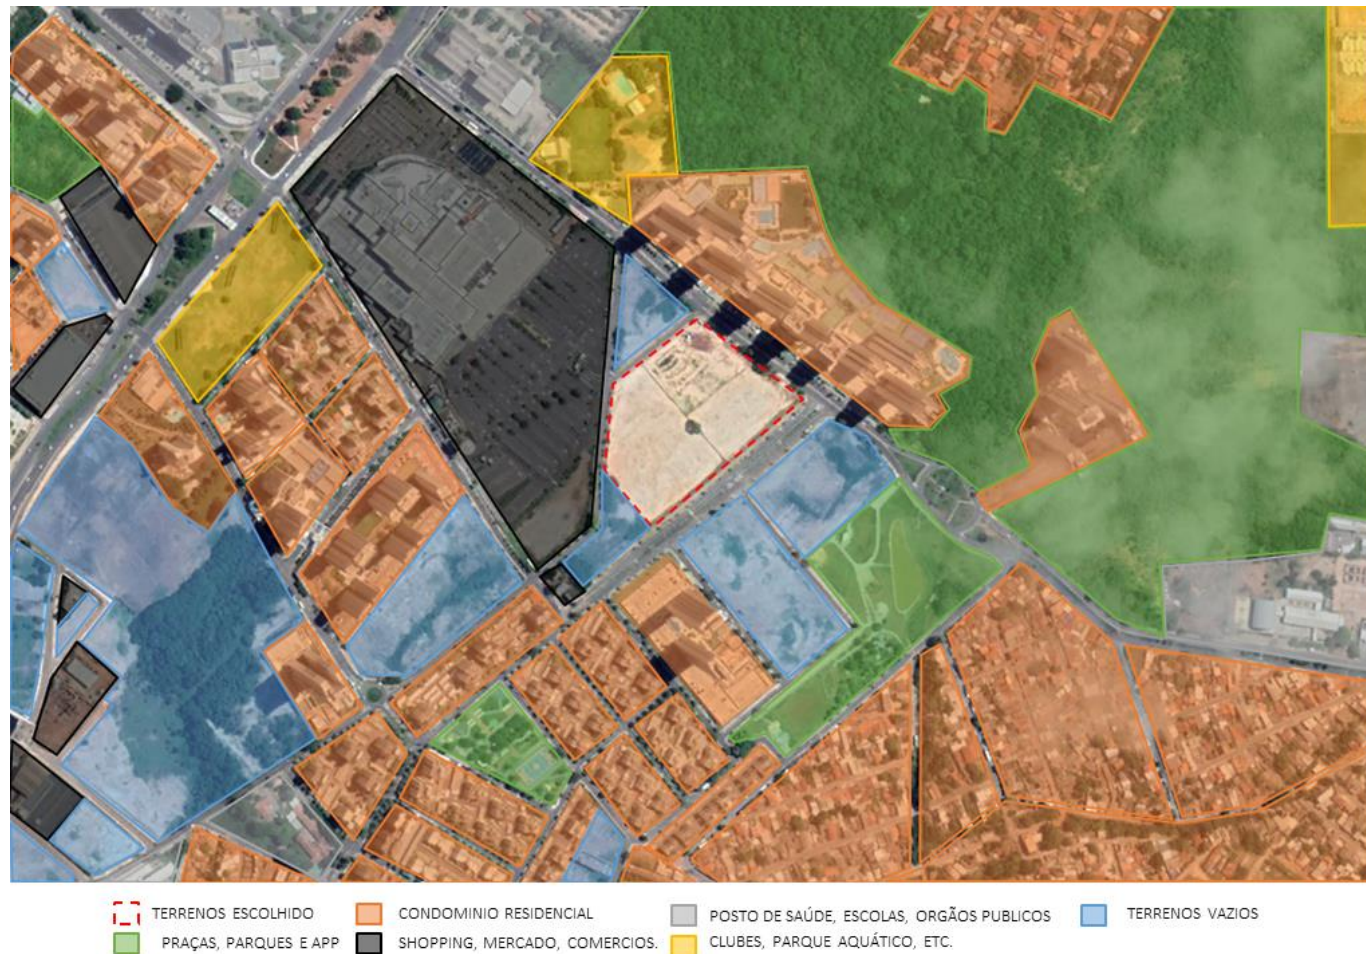 TERRENOS ESCOLHIDO
CONDOMINIO RESIDENCIAL
POSTO DE SAÚDE, ESCOLAS, ORGÃOS PUBLICOS
TERRENOS VAZIOS
PRAÇAS, PARQUES E APP
SHOPPING, MERCADO, COMERCIOS.
CLUBES, PARQUE AQUÁTICO, ETC.